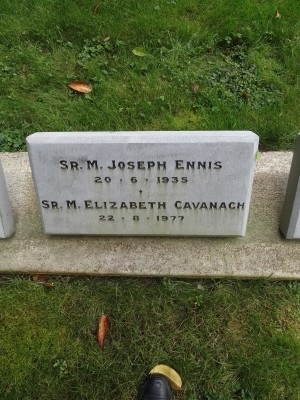 Sr. M. Joseph Ennis
20 · 6 · 1935
Sr. M. Elizabeth Cavanagh
22 · 8 · 1977